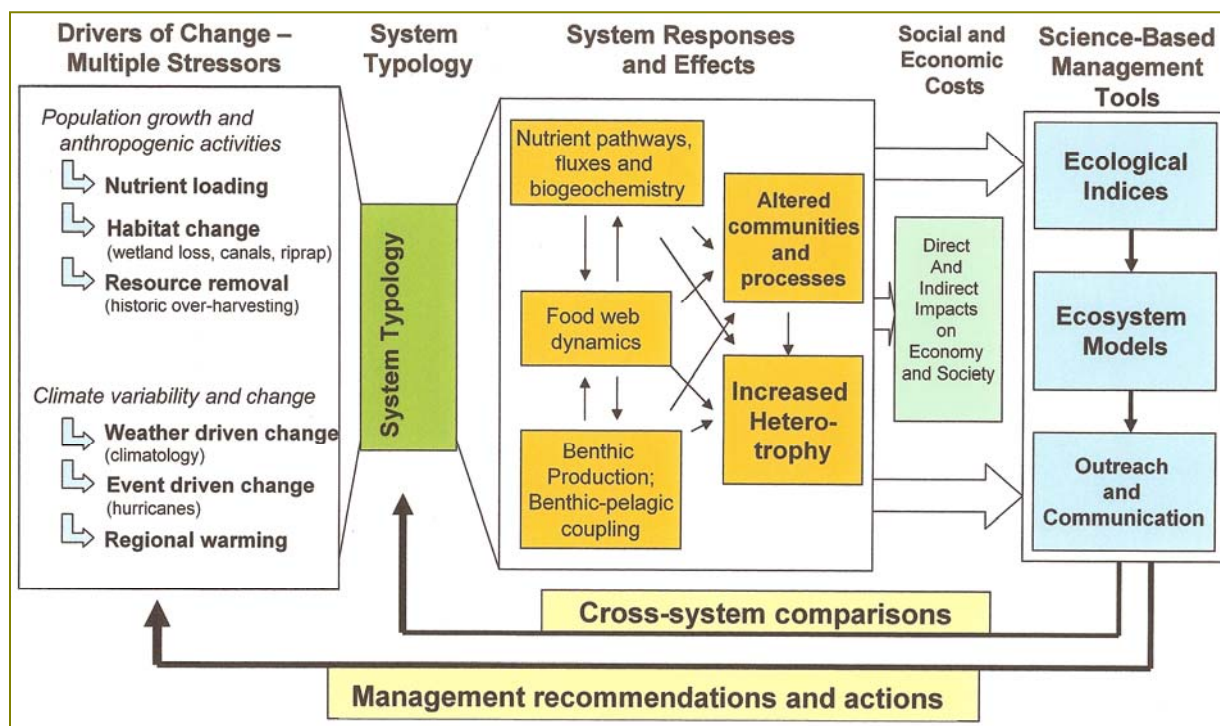 Drivers of Change –
Multiple Stressors
System
Typology
System Responses
and Effects
Social and
Economic
Costs
Science-Based
Management
Tools
Population growth and
anthropogenic activities
Nutrient loading
Habitat change
(wetland loss, canals, riprap)
Resource removal
(historic over-harvesting)
Climate variability and change
Weather driven change
(climatology)
Event driven change
(hurricanes)
Regional warming
System Typology
Nutrient pathways,
fluxes and
biogeochemistry
Food web
dynamics
Benthic
Production;
Benthic-pelagic
coupling
Altered
communities
and
processes
Increased
Hetero-
trophy
Direct
And
Indirect
Impacts
on
Economy
and Society
Ecological
Indices
Ecosystem
Models
Outreach
and
Communication
Cross-system comparisons
Management recommendations and actions